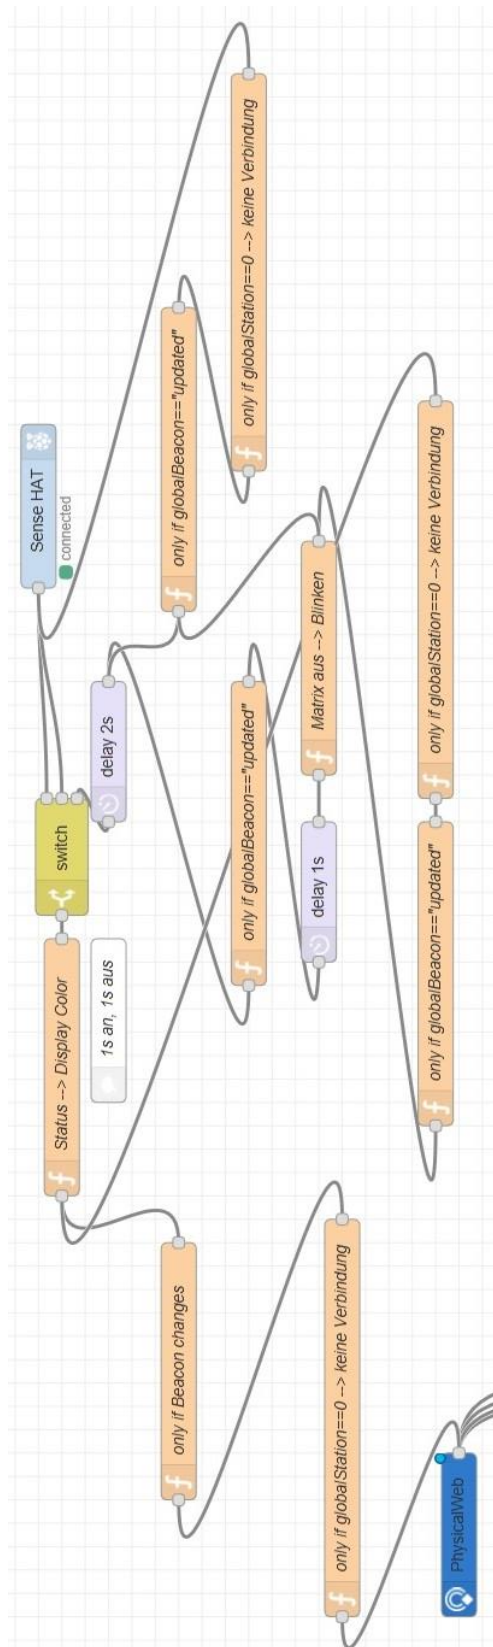 Sense HAT
connected
Status --> Display Color
switch
1s an, 1s aus
delay 2s
only if Beacon changes
only if globalBeacon=="updated"
only if globalBeacon=="updated"
only if globalStation==0 --> keine Verbindung
delay 1s
Matrix aus --> Blinken
only if globalStation==0 --> keine Verbindung
only if globalBeacon=="updated"
only if globalStation==0 --> keine Verbindung
PhysicalWeb